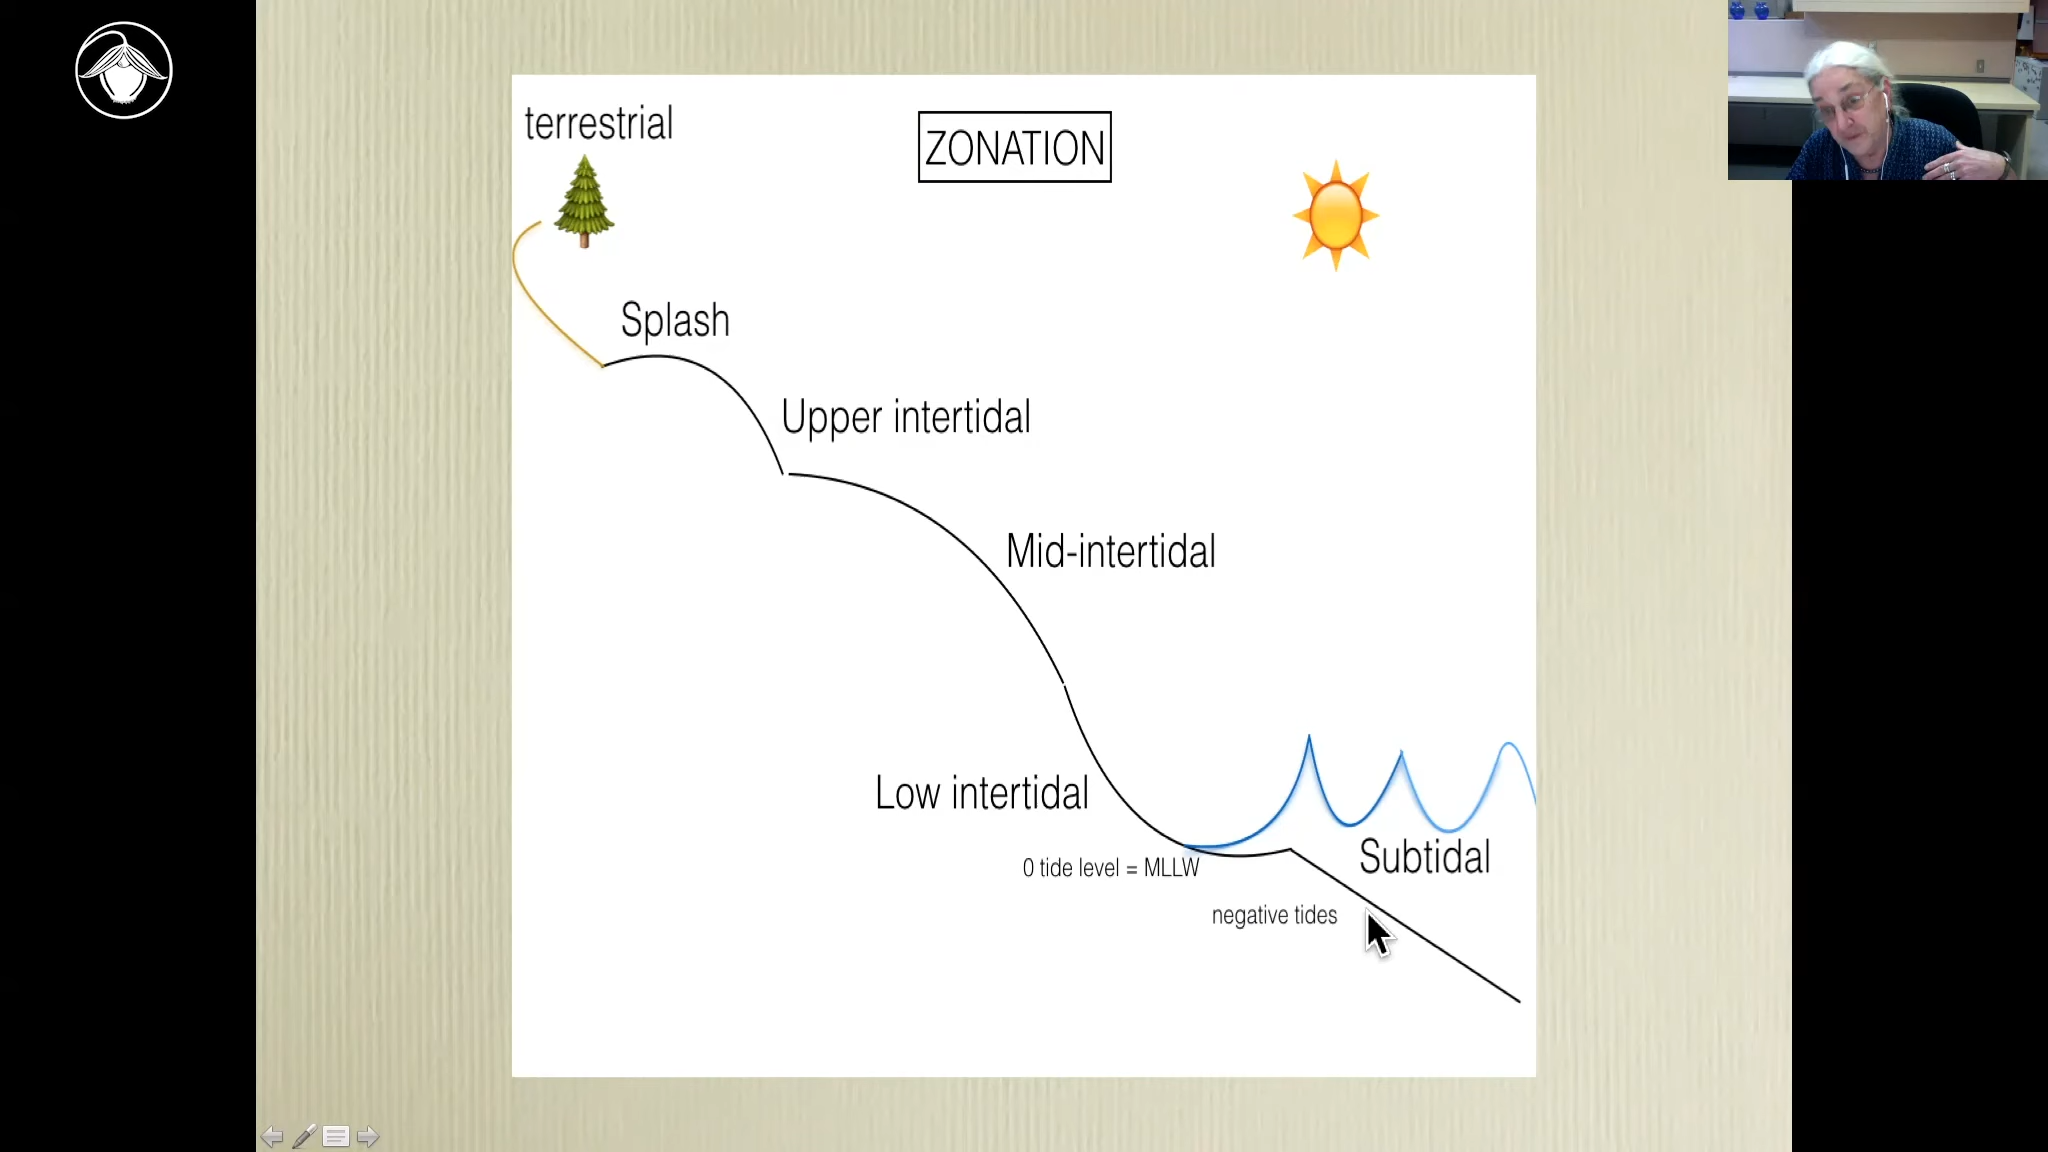 terrestrial
ZONATION
Splash
Upper intertidal
Mid-intertidal
Low intertidal
Subtidal
0 tide level = MLLW
negative tides